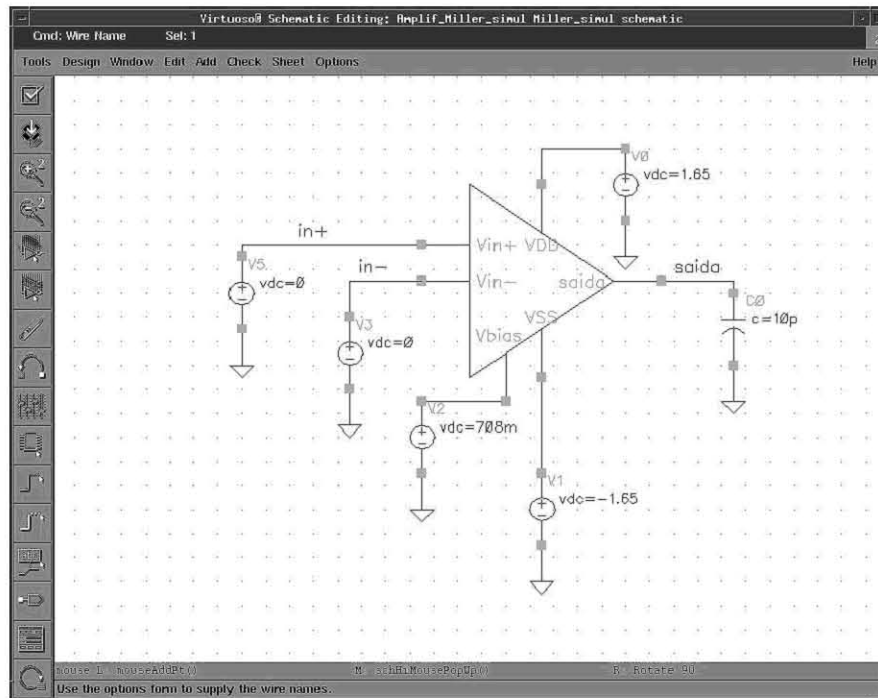 Virtuoso® Schematic Editing: Amplif_Miller_simul Miller_simul schematic
Cmd: Wire Name Sel: 1
Tools Design Window Edit Add Check Sheet Options Help
V0
vdc=1.65
in+
Vin+ VDD
V5
vdc=0
in-
Vin-
saida
saida
C0
c=10p
V3
vdc=0
VSS
Vbias
V2
vdc=708m
V1
vdc=-1.65
mouse L: mouseAddPt() M: schHiMousePopUp() R: Rotate 90
Use the options form to supply the wire names.